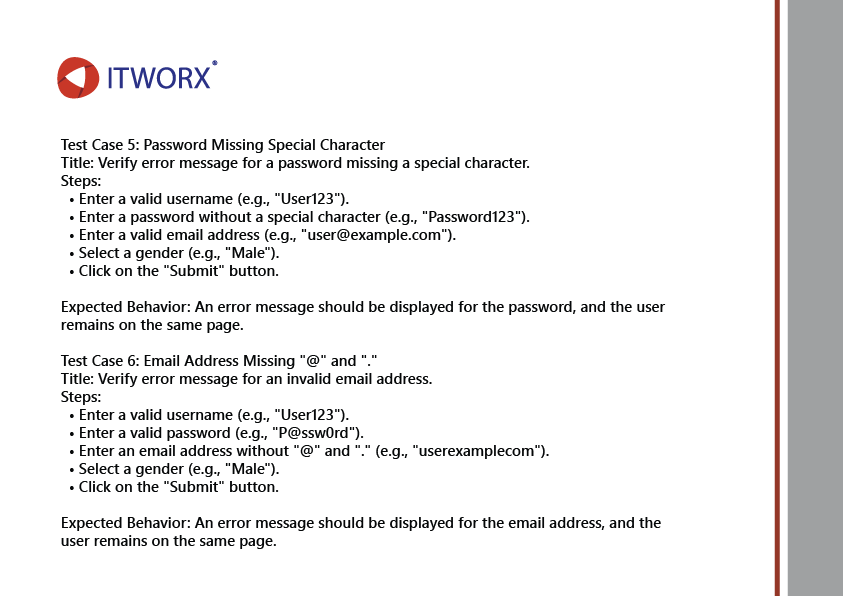 ITWORX®
Test Case 5: Password Missing Special Character
Title: Verify error message for a password missing a special character.
Steps:
• Enter a valid username (e.g., "User123").
• Enter a password without a special character (e.g., "Password123").
• Enter a valid email address (e.g., "user@example.com").
• Select a gender (e.g., "Male").
• Click on the "Submit" button.
Expected Behavior: An error message should be displayed for the password, and the user
remains on the same page.
Test Case 6: Email Address Missing "@" and "."
Title: Verify error message for an invalid email address.
Steps:
• Enter a valid username (e.g., "User123").
• Enter a valid password (e.g., "P@ssw0rd").
• Enter an email address without "@" and "." (e.g., "userexamplecom").
• Select a gender (e.g., "Male").
• Click on the "Submit" button.
Expected Behavior: An error message should be displayed for the email address, and the
user remains on the same page.